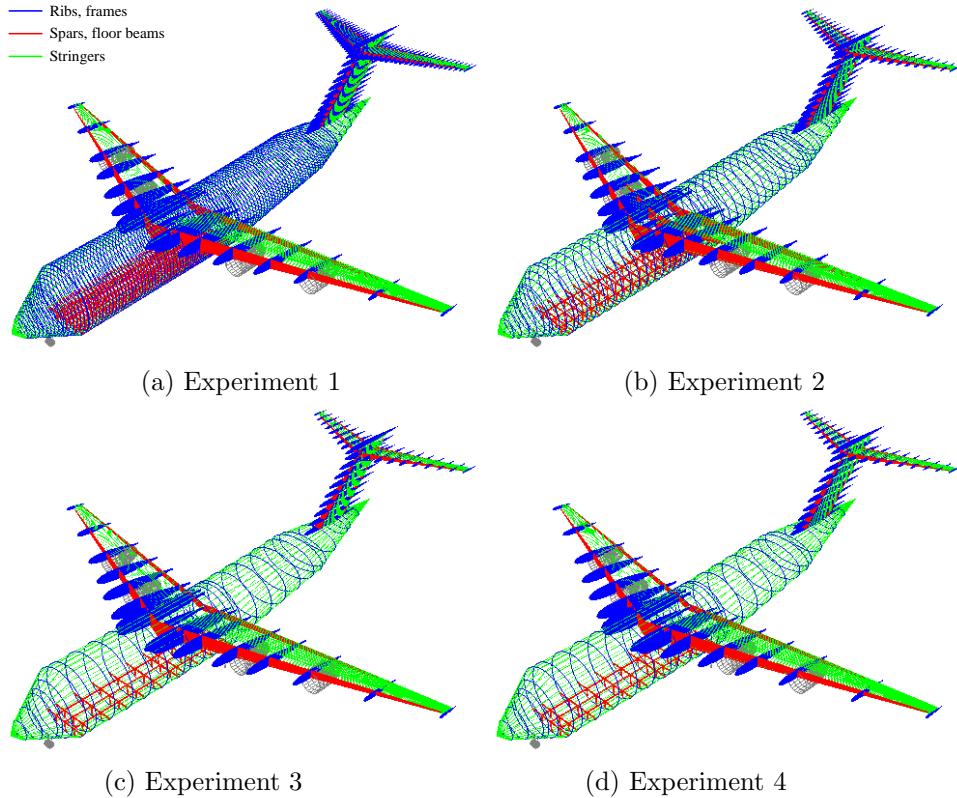 Ribs, frames
Spars, floor beams
Stringers
(a) Experiment 1
(b) Experiment 2
(c) Experiment 3
(d) Experiment 4